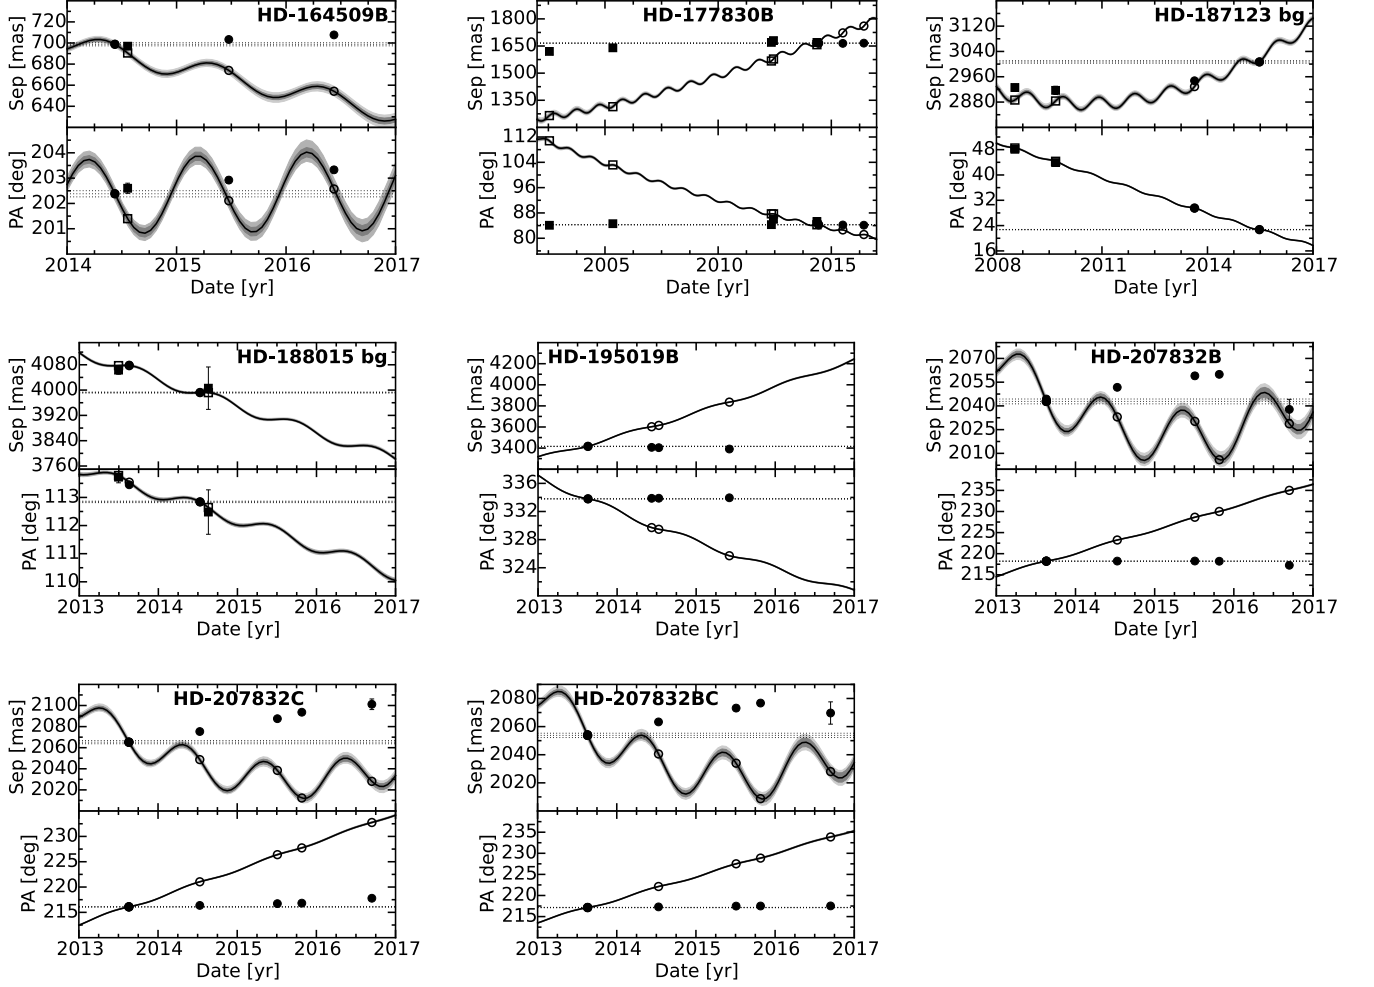 HD-164509B
Sep [mas]
720
700
680
660
640
PA [deg]
204
203
202
201
2014 2015 2016 2017
Date [yr]
HD-177830B
Sep [mas]
1800
1650
1500
1350
PA [deg]
112
104
96
88
80
2005 2010 2015
Date [yr]
HD-187123 bg
Sep [mas]
3120
3040
2960
2880
PA [deg]
48
40
32
24
16
2008 2011 2014 2017
Date [yr]
HD-188015 bg
Sep [mas]
4080
4000
3920
3840
3760
PA [deg]
113
112
111
110
2013 2014 2015 2016 2017
Date [yr]
HD-195019B
Sep [mas]
4200
4000
3800
3600
3400
PA [deg]
336
332
328
324
2013 2014 2015 2016 2017
Date [yr]
HD-207832B
Sep [mas]
2070
2055
2040
2025
2010
PA [deg]
235
230
225
220
215
2013 2014 2015 2016 2017
Date [yr]
HD-207832C
Sep [mas]
2100
2080
2060
2040
2020
PA [deg]
230
225
220
215
2013 2014 2015 2016 2017
Date [yr]
HD-207832BC
Sep [mas]
2080
2060
2040
2020
PA [deg]
235
230
225
220
215
2013 2014 2015 2016 2017
Date [yr]